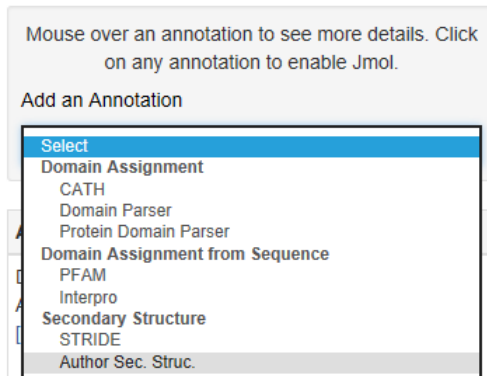 Mouse over an annotation to see more details. Click
on any annotation to enable Jmol.
Add an Annotation
Select
Domain Assignment
CATH
Domain Parser
Protein Domain Parser
Domain Assignment from Sequence
PFAM
Interpro
Secondary Structure
STRIDE
Author Sec. Struc.